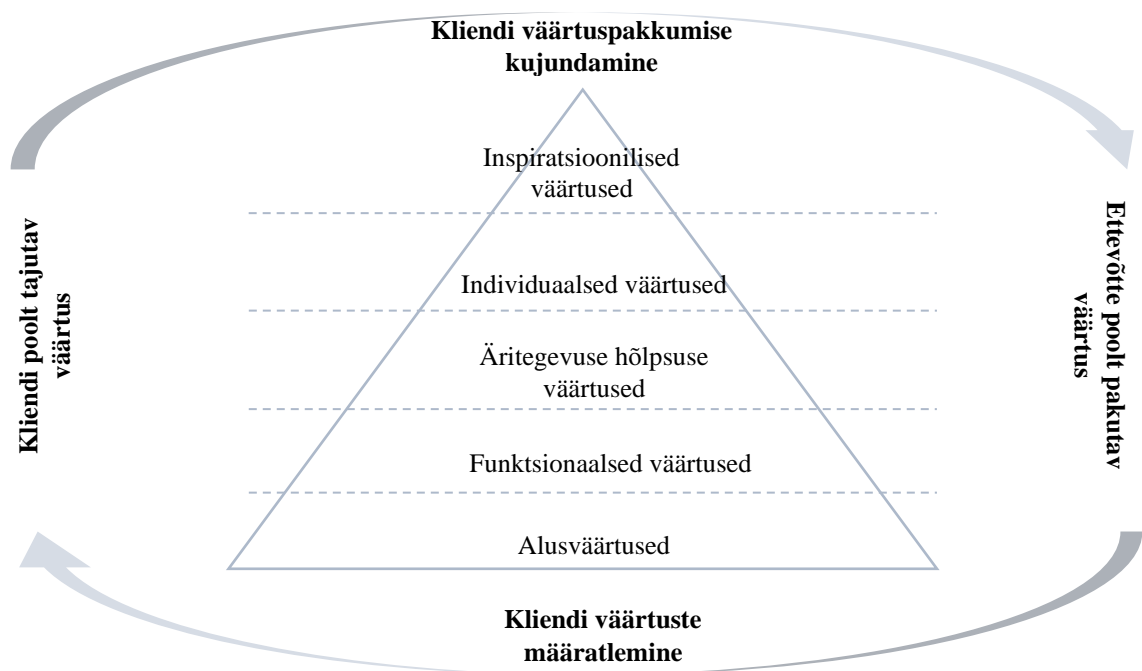 Kliendi väärtuspakkumise
kujundamine
Inspiratsioonilised
väärtused
Kliendi poolt tajutav
väärtus
Ettevõtte poolt pakutav
väärtus
Individuaalsed väärtused
Äritegevuse hõlpsuse
väärtused
Funktsionaalsed väärtused
Alusväärtused
Kliendi väärtuste
määratlemine